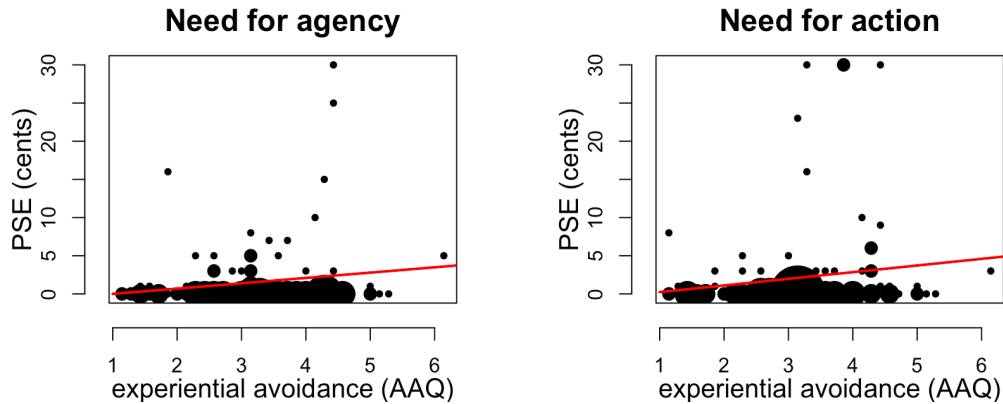 Need for agency
PSE (cents)
30
20
10
5
0
1 2 3 4 5 6
experiential avoidance (AAQ)
Need for action
PSE (cents)
30
20
10
5
0
1 2 3 4 5 6
experiential avoidance (AAQ)